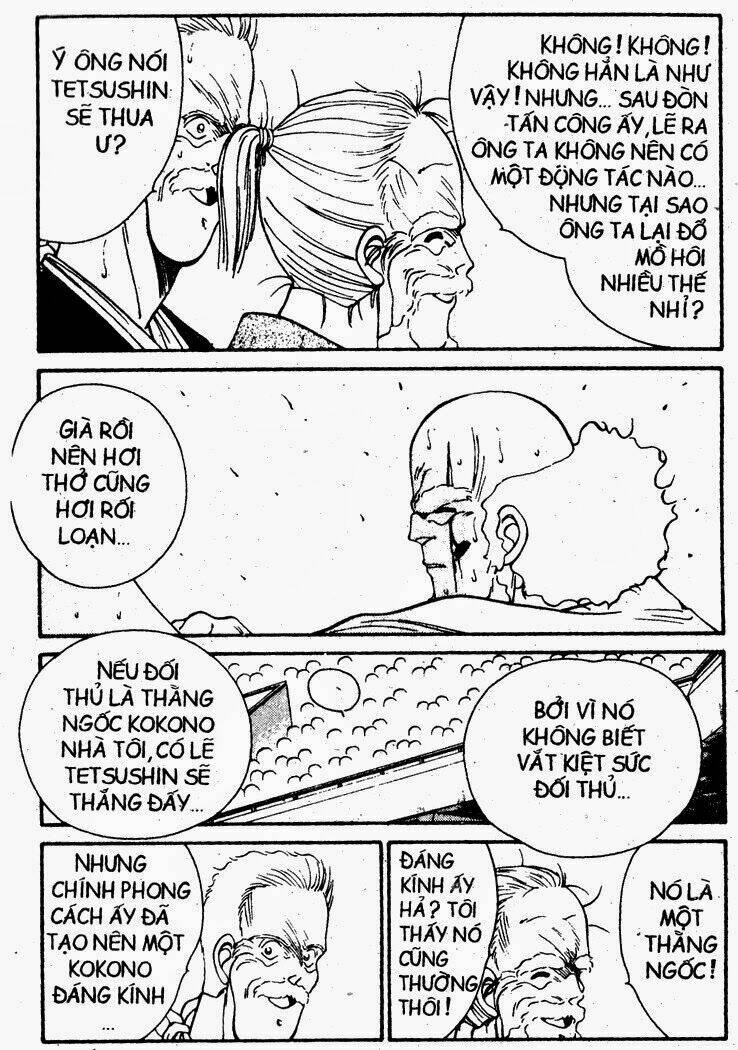 Ý ÔNG NÓI
TETSUSHIN
SẼ THUA
Ư?
KHÔNG! KHÔNG!
KHÔNG HẲN LÀ NHƯ
VẬY! NHƯNG... SAU ĐÒN
TẤN CÔNG ẤY, LẼ RA
ÔNG TA KHÔNG NÊN CÓ
MỘT ĐỘNG TÁC NÀO...
NHƯNG TẠI SAO
ÔNG TA LẠI ĐỔ
MỒ HÔI
NHIỀU THẾ
NHỈ?
GIÀ RỒI
NÊN HƠI
THỞ CŨNG
HƠI RỐI
LOẠN...
NẾU ĐỐI
THỦ LÀ THẰNG
NGỐC KOKONO
NHÀ TÔI, CÓ LẼ
TETSUSHIN SẼ
THẮNG ĐẤY...
BỞI VÌ NÓ
KHÔNG BIẾT
VẮT KIỆT SỨC
ĐỐI THỦ...
NHƯNG
CHÍNH PHONG
CÁCH ẤY ĐÃ
TẠO NÊN MỘT
KOKONO
ĐÁNG KÍNH
...
ĐÁNG
KÍNH ẤY
HẢ? TÔI
THẤY NÓ
CŨNG
THƯỜNG
THÔI!
NÓ LÀ
MỘT
THẰNG
NGỐC!